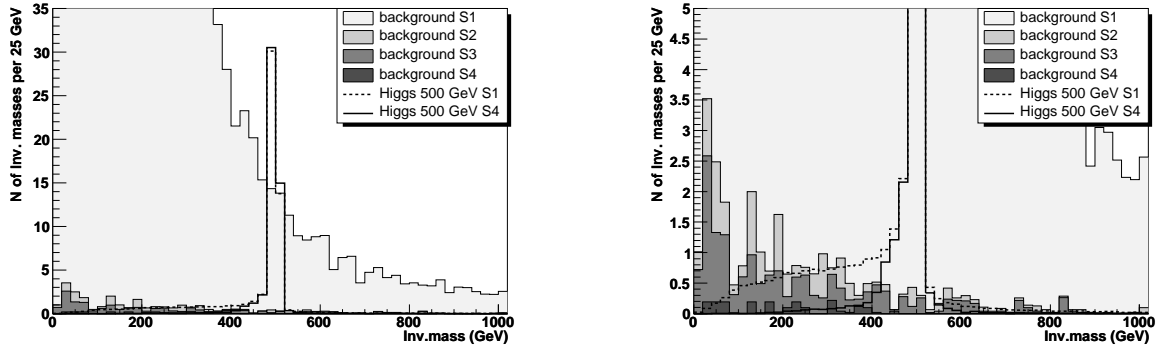 N of Inv. masses per 25 GeV
35
30
25
20
15
10
5
0
0 200 400 600 800 1000
Inv.mass (GeV)
background S1
background S2
background S3
background S4
Higgs 500 GeV S1
Higgs 500 GeV S4
N of Inv. masses per 25 GeV
5
4.5
4
3.5
3
2.5
2
1.5
1
0.5
0
0 200 400 600 800 1000
Inv.mass (GeV)
background S1
background S2
background S3
background S4
Higgs 500 GeV S1
Higgs 500 GeV S4